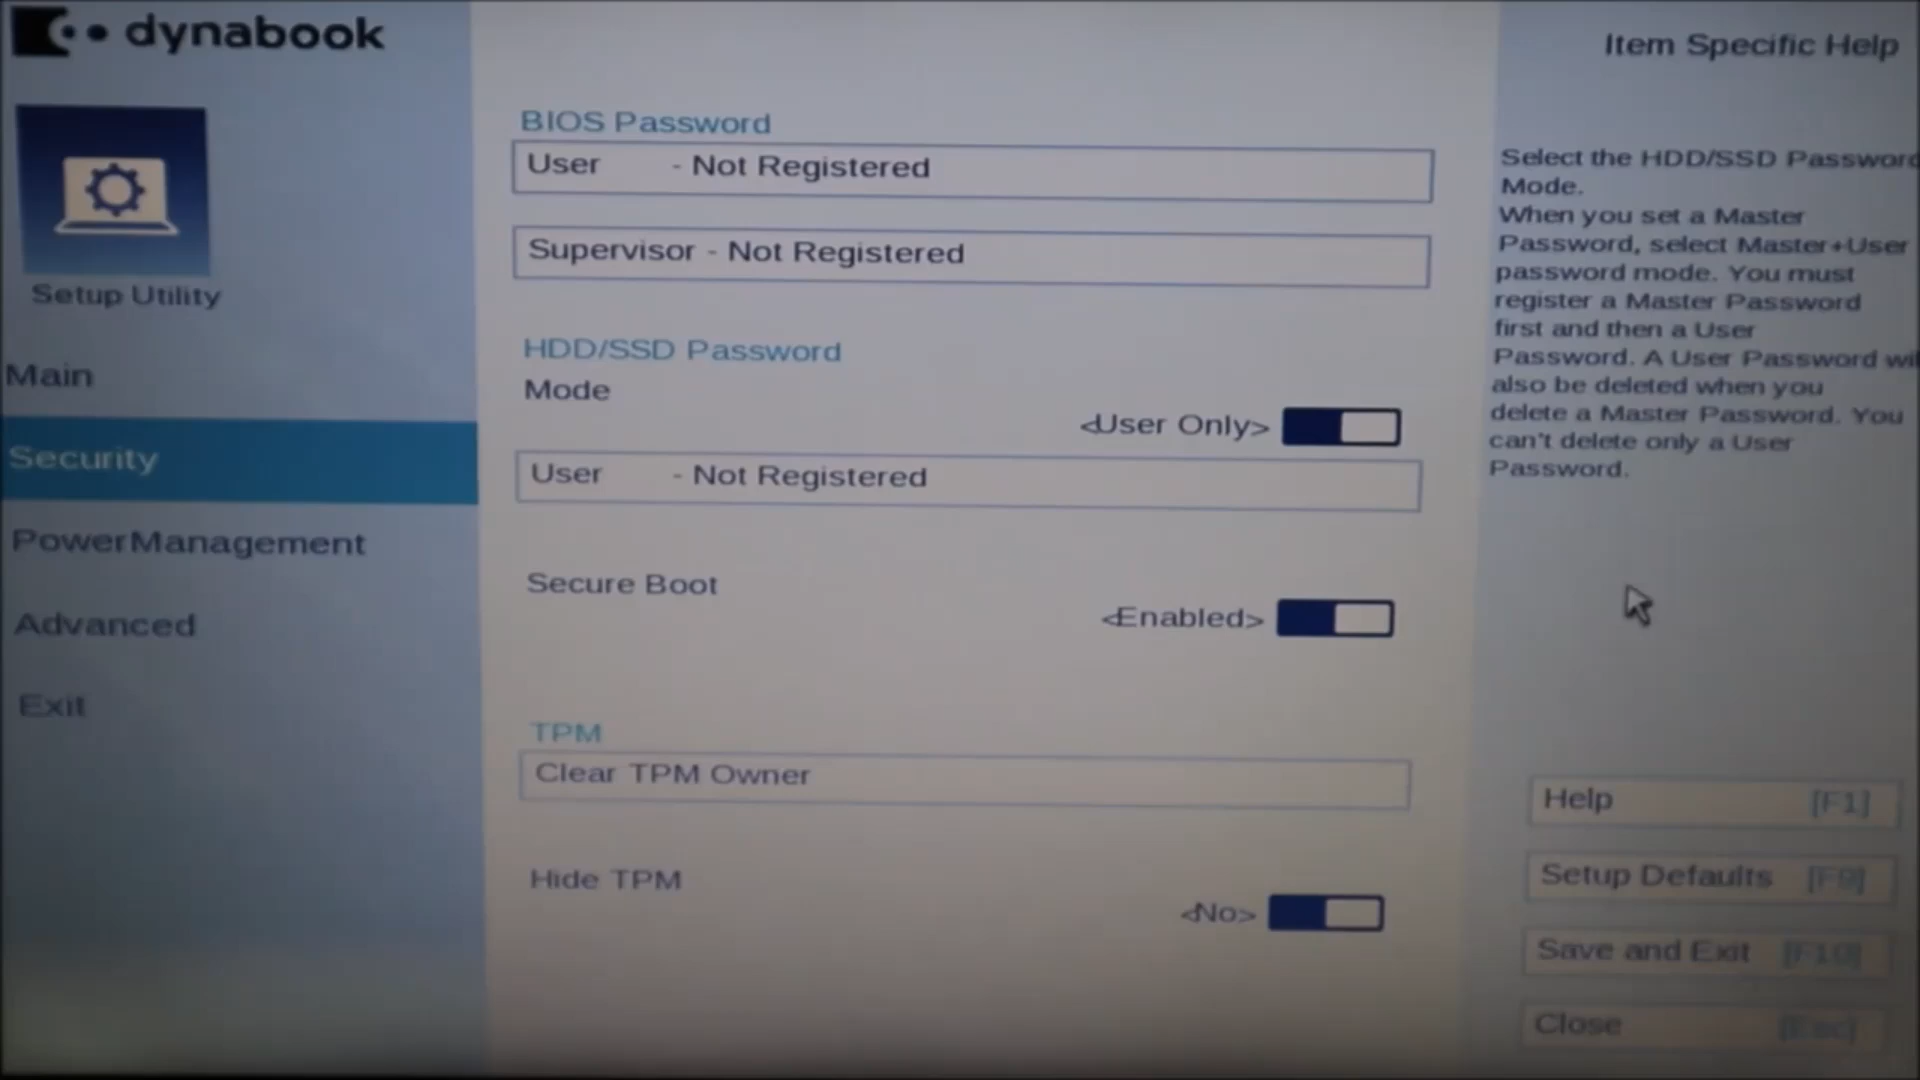 dynabook
Setup Utility
Main
Security
PowerManagement
Advanced
Exit
BIOS Password
User - Not Registered
Supervisor - Not Registered
HDD/SSD Password
Mode
<User Only>
User - Not Registered
Secure Boot
<Enabled>
TPM
Clear TPM Owner
Hide TPM
<No>
Item Specific Help
Select the HDD/SSD Password
Mode.
When you set a Master
Password, select Master+User
password mode. You must
register a Master Password
first and then a User
Password. A User Password wil
also be deleted when you
delete a Master Password. You
can't delete only a User
Password.
Help [F1]
Setup Defaults [F9]
Save and Exit [F10]
Close [Esc]